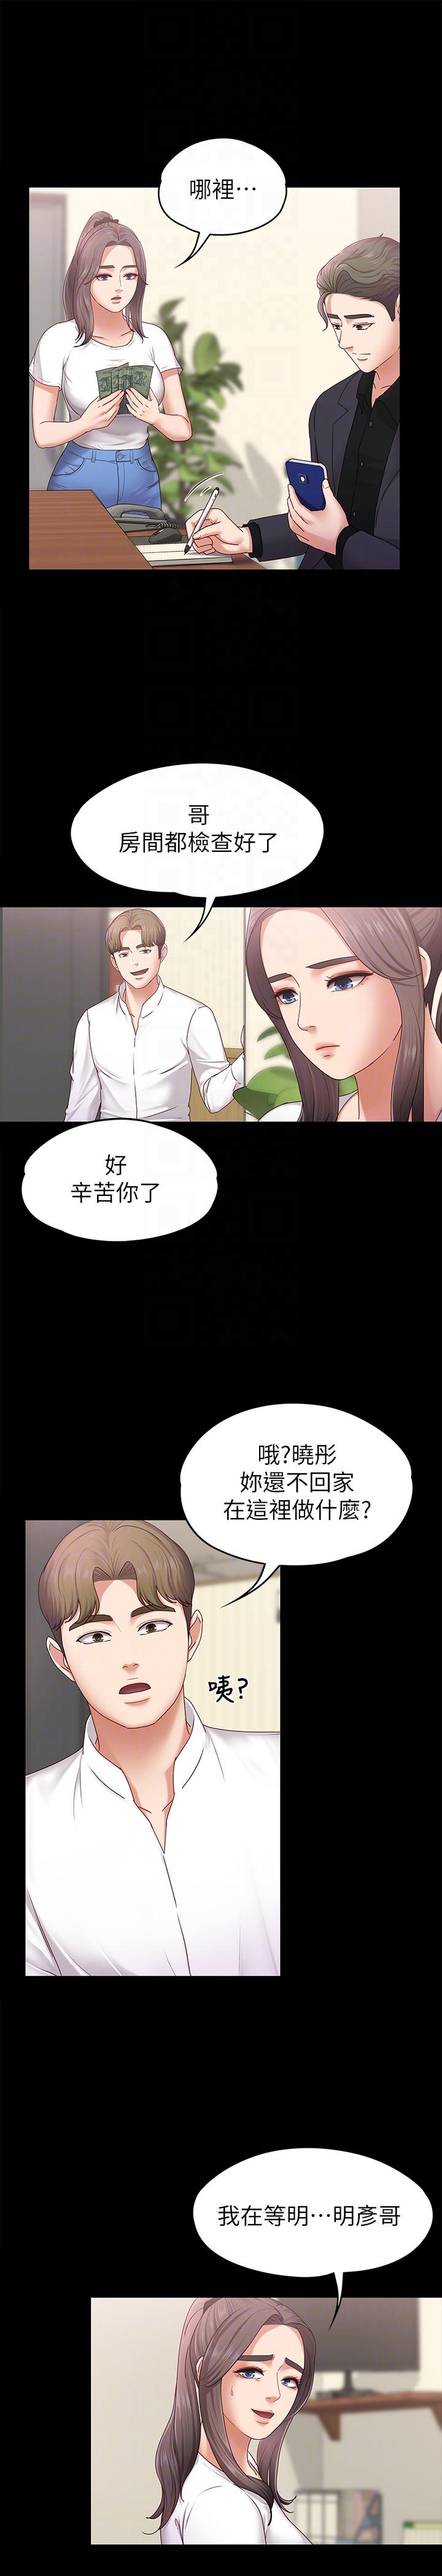 哪裡⋯
哥
房間都檢查好了
好
辛苦你了
哦?曉彤
妳還不回家
在這裡做什麼?
咦?
我在等明⋯明彥哥